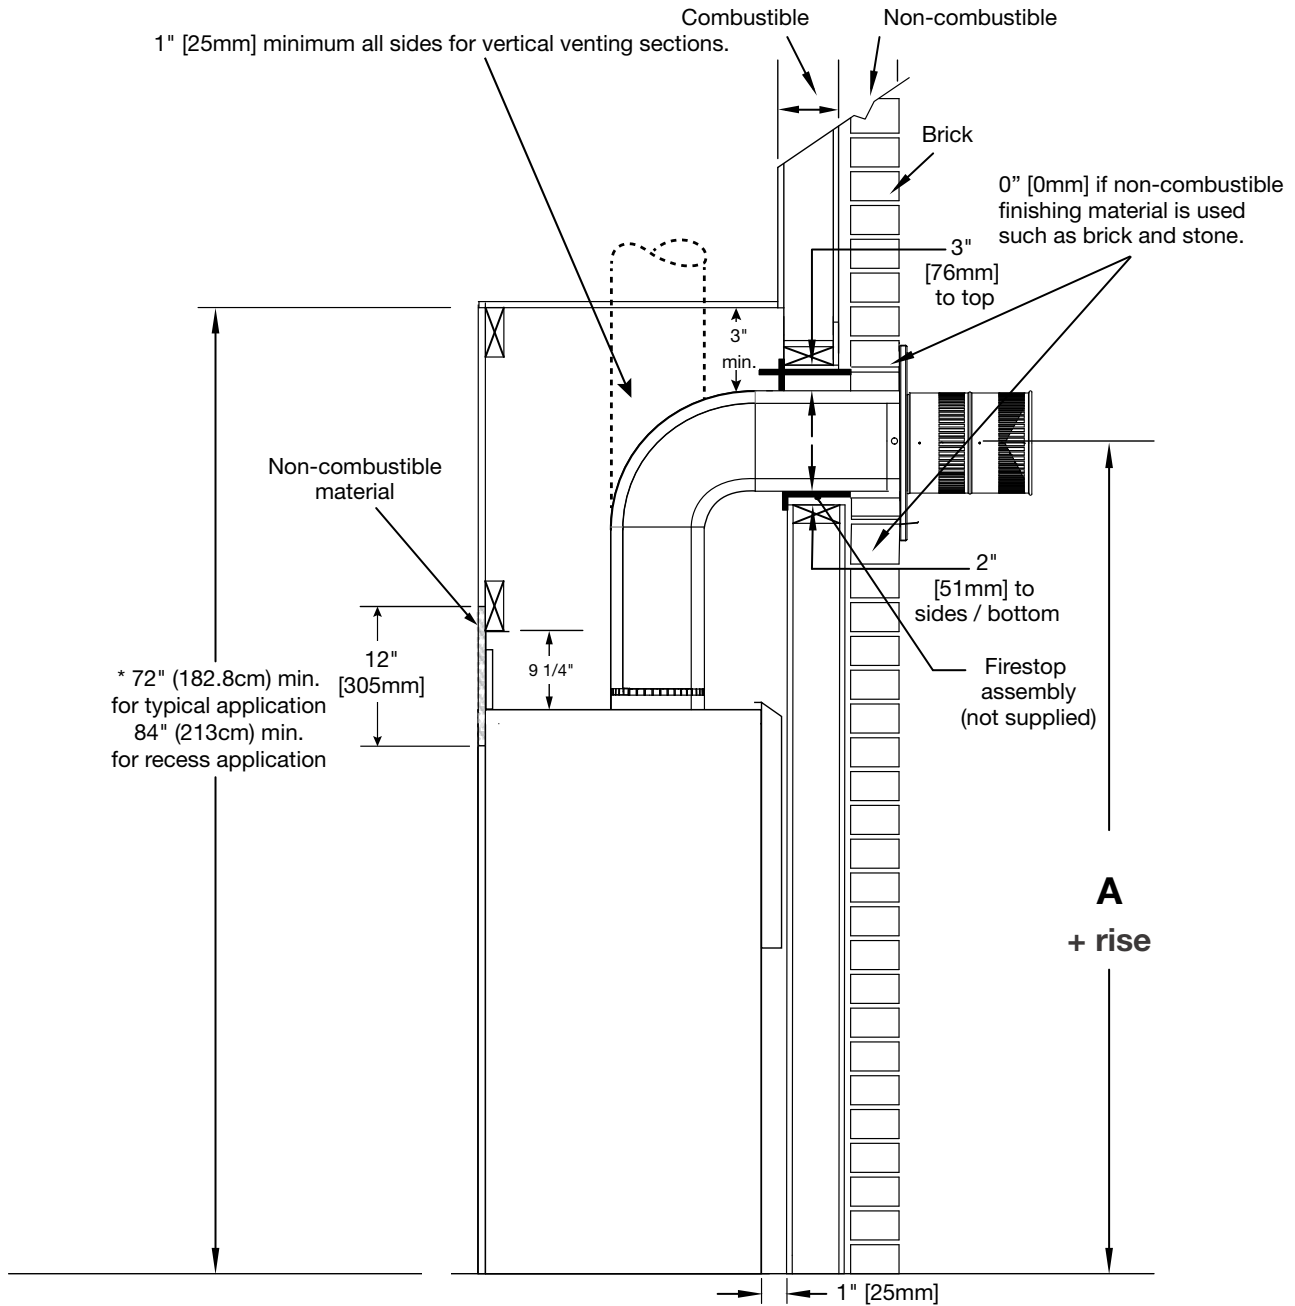 Combustible
Non-combustible
1" [25mm] minimum all sides for vertical venting sections.
Brick
0” [0mm] if non-combustible
finishing material is used
such as brick and stone.
3"
[76mm]
to top
3"
min.
Non-combustible
material
2"
[51mm] to
sides / bottom
12"
[305mm]
9 1/4"
Firestop
assembly
(not supplied)
* 72" (182.8cm) min.
for typical application
84" (213cm) min.
for recess application
A
+ rise
1" [25mm]